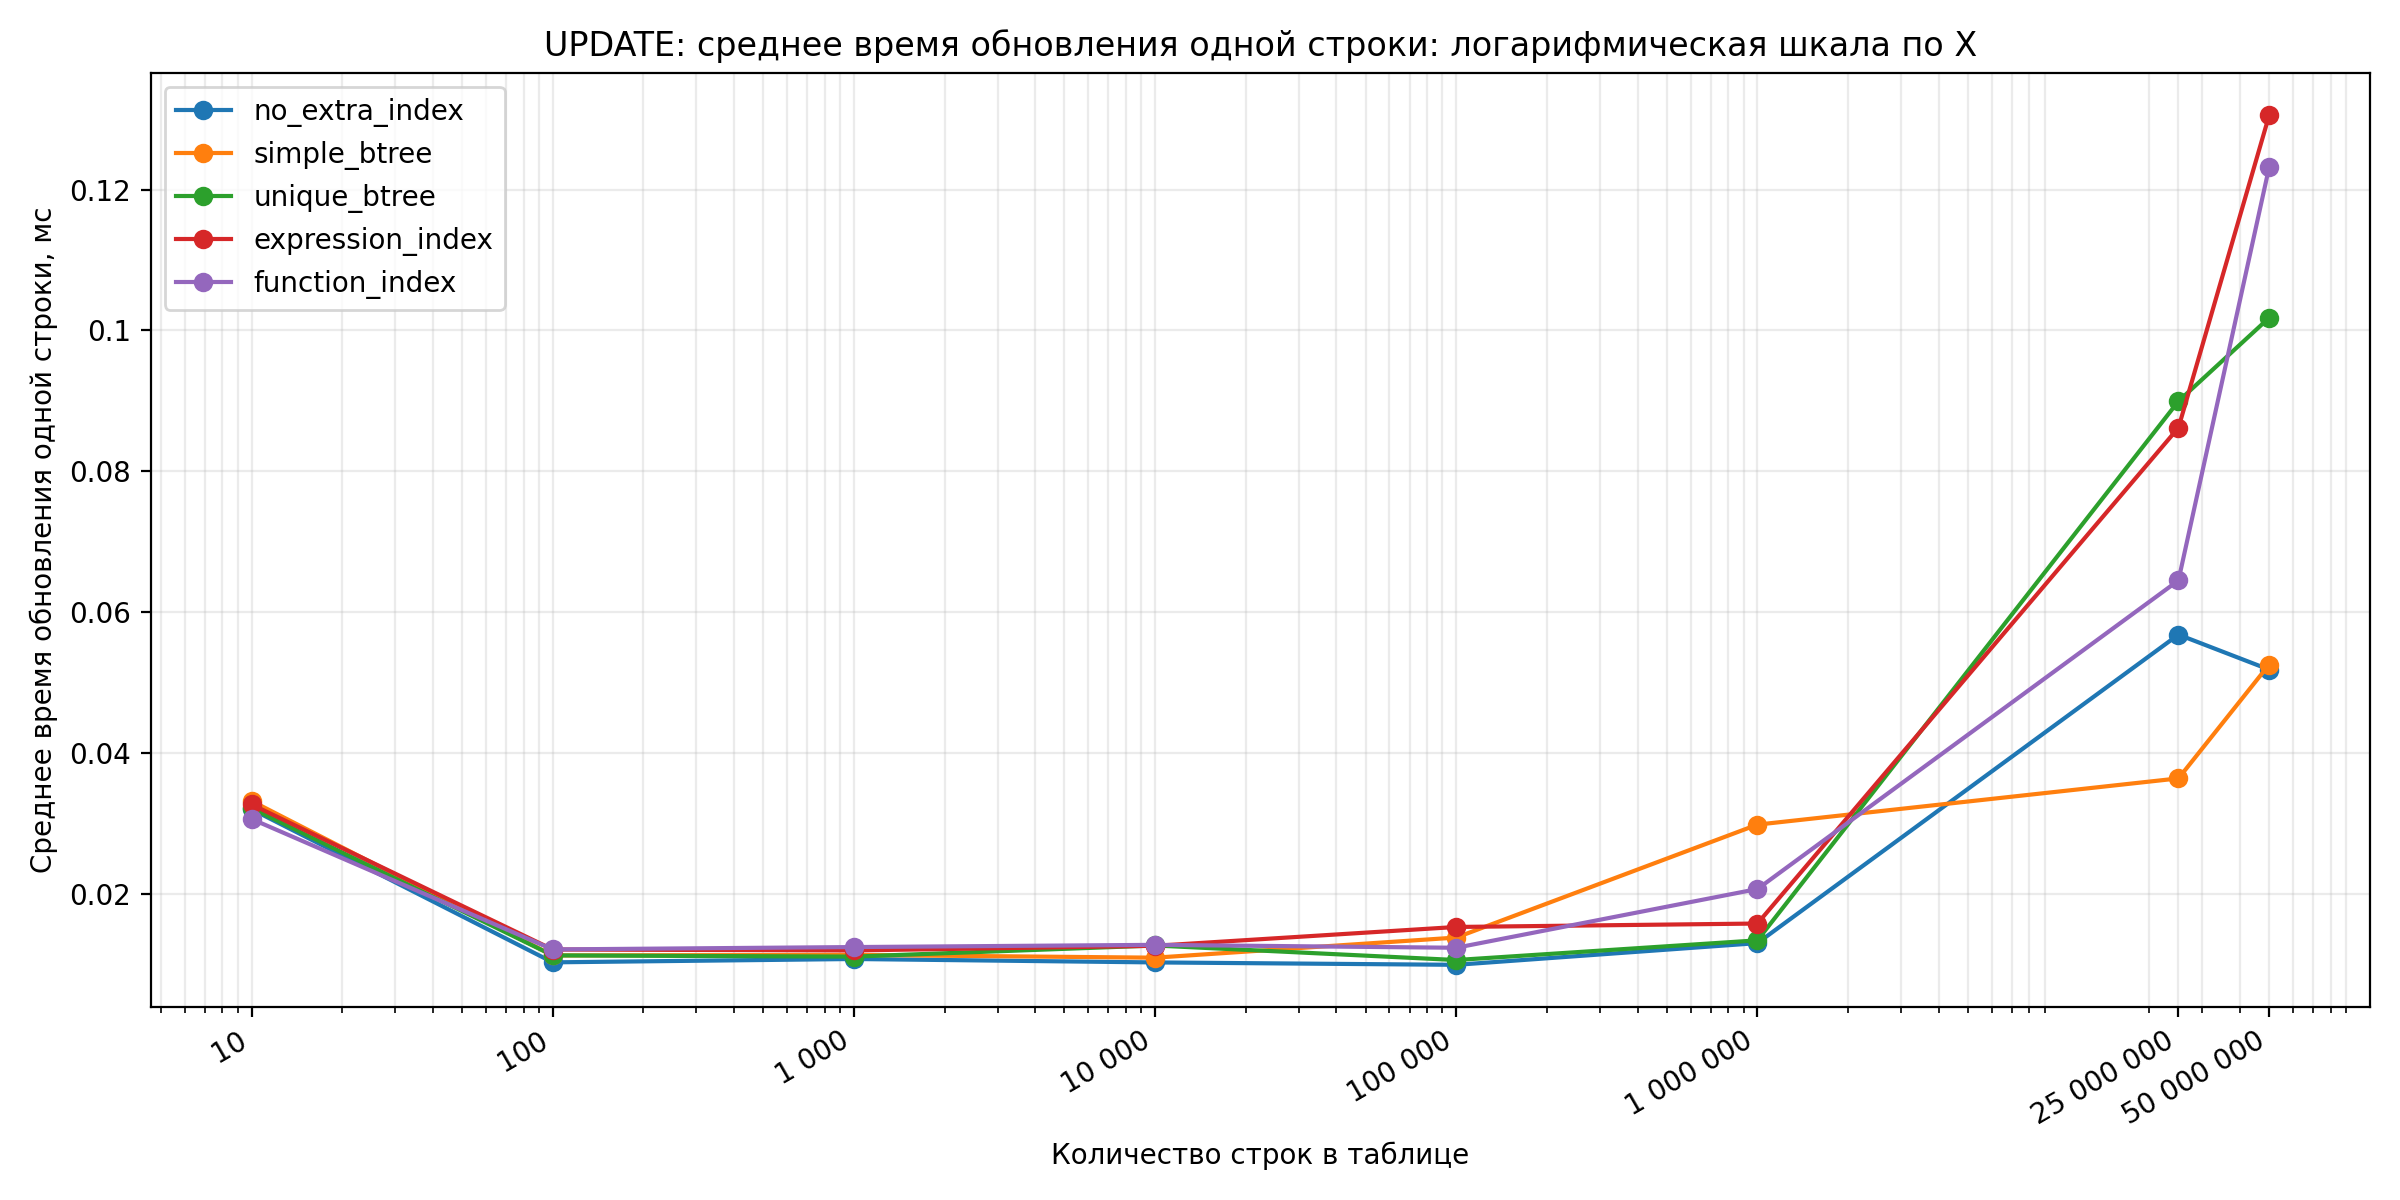 UPDATE: среднее время обновления одной строки: логарифмическая шкала по X
no_extra_index
simple_btree
unique_btree
expression_index
function_index
Среднее время обновления одной строки, мс
0.12
0.1
0.08
0.06
0.04
0.02
10
100
1 000
10 000
100 000
1 000 000
25 000 000
50 000 000
Количество строк в таблице